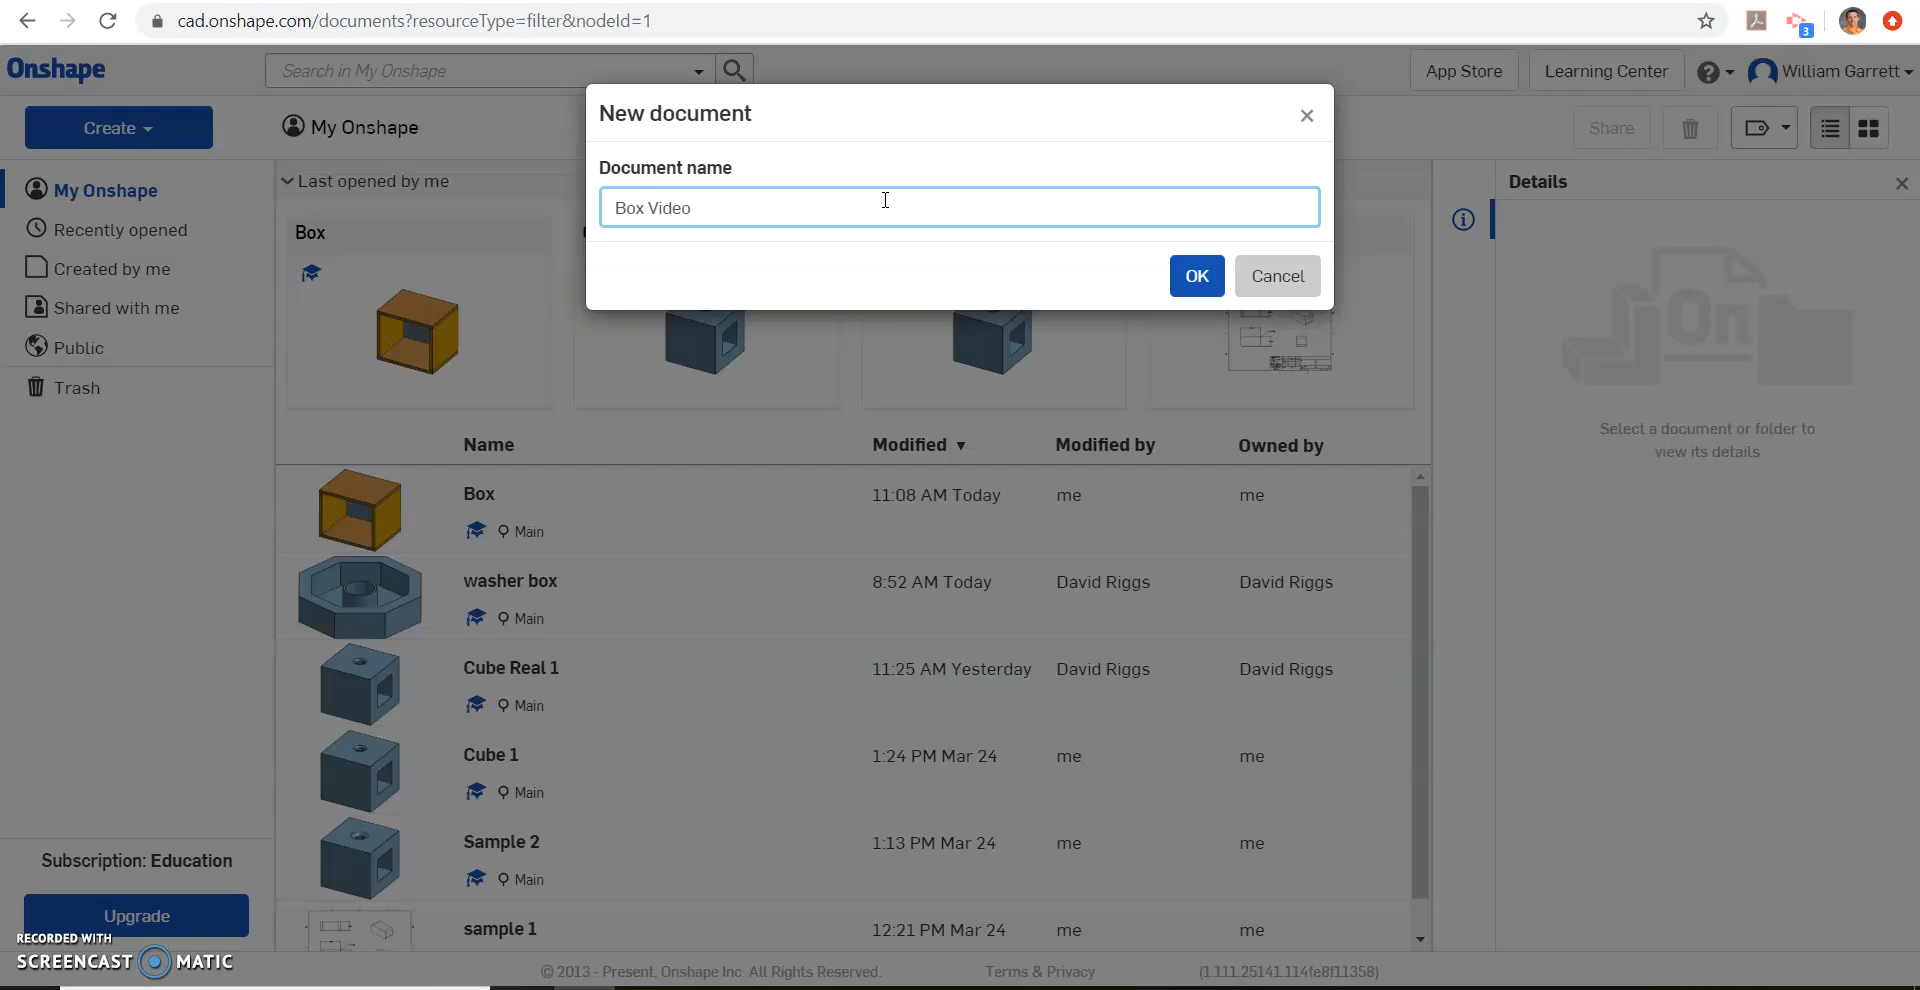 cad.onshape.com/documents?resourceType=filter&nodeId=1
3
Onshape
Search in My Onshape
App Store
Learning Center
William Garrett
Create
My Onshape
Share
New document
Document name
Box Video
OK
Cancel
My Onshape
Recently opened
Created by me
Shared with me
Public
Trash
Last opened by me
Box
Details
On
Select a document or folder to
view its details
Name Modified Modified by Owned by
Box 11:08 AM Today me me
Main
washer box 8:52 AM Today David Riggs David Riggs
Main
Cube Real 1 11:25 AM Yesterday David Riggs David Riggs
Main
Cube 1 1:24 PM Mar 24 me me
Main
Sample 2 1:13 PM Mar 24 me me
Main
sample 1 12:21 PM Mar 24 me me
Subscription: Education
Upgrade
RECORDED WITH
SCREENCAST MATIC
© 2013 - Present, Onshape Inc. All Rights Reserved. Terms & Privacy (1.111.25141.114fe8f11358)